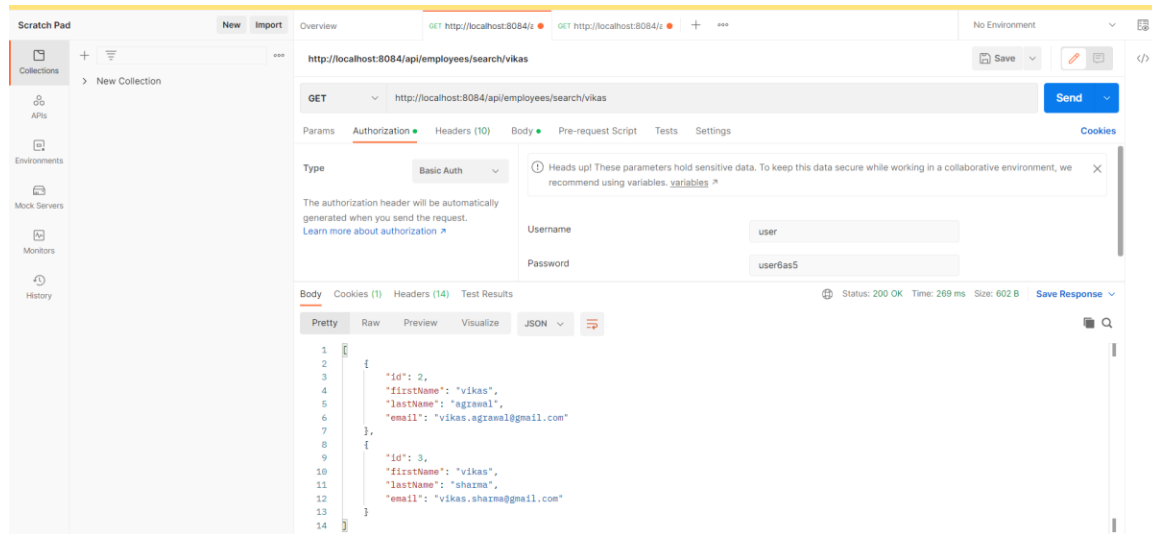 Scratch Pad New Import Overview GET http://localhost:8084/a GET http://localhost:8084/a + ooo No Environment
Collections
+ ooo
> New Collection
APIs
Environments
Mock Servers
Monitors
History
http://localhost:8084/api/employees/search/vikas Save
GET http://localhost:8084/api/employees/search/vikas Send
Params Authorization Headers (10) Body Pre-request Script Tests Settings Cookies
Type Basic Auth
Heads up! These parameters hold sensitive data. To keep this data secure while working in a collaborative environment, we
recommend using variables. variables ↗
The authorization header will be automatically
generated when you send the request.
Learn more about authorization ↗
Username user
Password user6as5
Body Cookies (1) Headers (14) Test Results Status: 200 OK Time: 269 ms Size: 602 B Save Response
Pretty Raw Preview Visualize JSON
1 [
2 {
3 "id": 2,
4 "firstName": "vikas",
5 "lastName": "agrawal",
6 "email": "vikas.agrawal@gmail.com"
7 },
8 {
9 "id": 3,
10 "firstName": "vikas",
11 "lastName": "sharma",
12 "email": "vikas.sharma@gmail.com"
13 }
14 ]